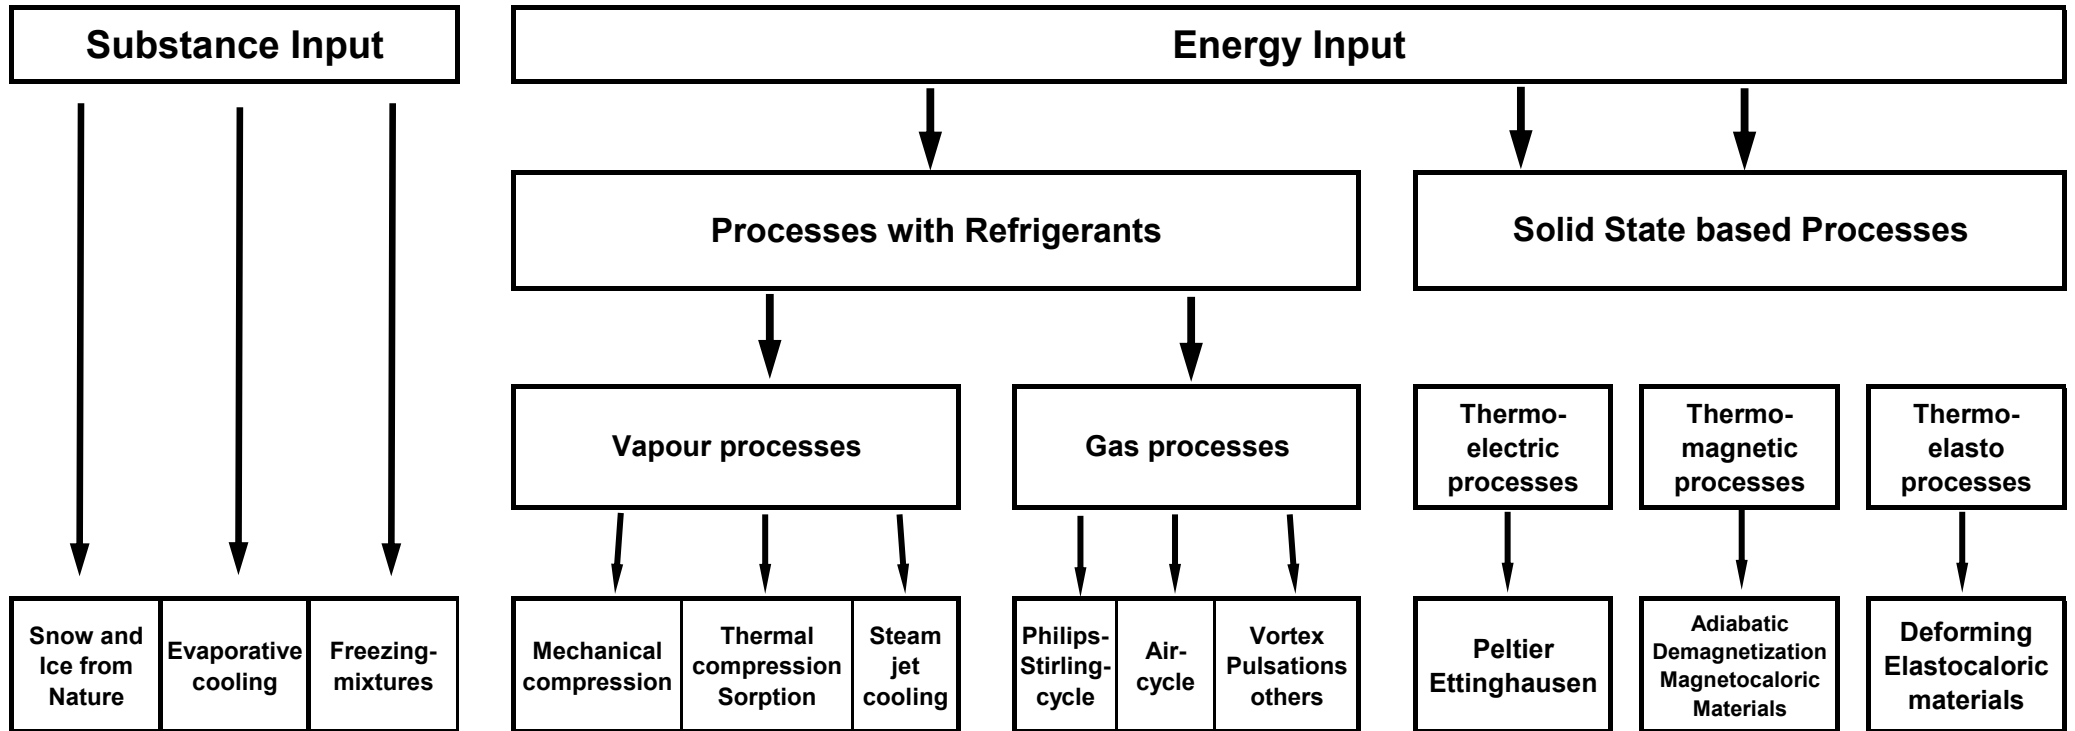 Substance Input
Energy Input
Processes with Refrigerants
Solid State based Processes
Vapour processes
Gas processes
Thermo-
electric
processes
Thermo-
magnetic
processes
Thermo-
elasto
processes
Snow and
Ice from
Nature
Evaporative
cooling
Freezing-
mixtures
Mechanical
compression
Thermal
compression
Sorption
Steam
jet
cooling
Philips-
Stirling-
cycle
Air-
cycle
Vortex
Pulsations
others
Peltier
Ettinghausen
Adiabatic
Demagnetization
Magnetocaloric
Materials
Deforming
Elastocaloric
materials